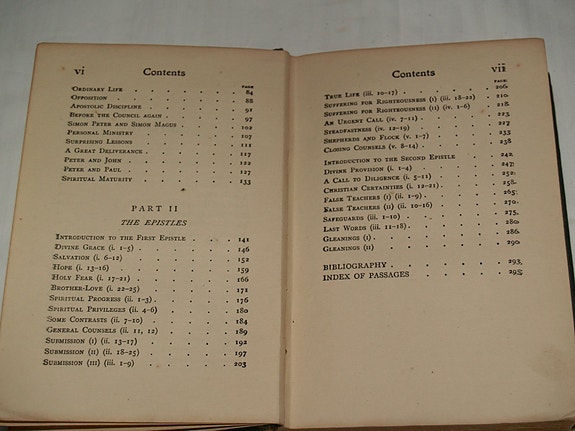 vi Contents
PAGE
Ordinary Life . . . . . . . 84
Opposition . . . . . . . 88
Apostolic Discipline . . . . . 91
Before the Council again . . . . 97
Simon Peter and Simon Magus . . . . 102
Personal Ministry . . . . . . 107
Surprising Lessons . . . . . . 111
A Great Deliverance . . . . . 117
Peter and John . . . . . . 122
Peter and Paul . . . . . . 127
Spiritual Maturity . . . . . . 133
PART II
THE EPISTLES
Introduction to the First Epistle . . . 141
Divine Grace (i. 1-5) . . . . . 146
Salvation (i. 6-12) . . . . . 152
Hope (i. 13-16) . . . . . . 159
Holy Fear (i. 17-21) . . . . . 166
Brother-Love (i. 22-25) . . . . 171
Spiritual Progress (ii. 1-3) . . . . 176
Spiritual Privileges (ii. 4-6) . . . . 180
Some Contrasts (ii. 7-10) . . . . 184
General Counsels (ii. 11, 12) . . . . 189
Submission (I) (ii. 13-17) . . . . 192
Submission (II) (ii. 18-25) . . . . 197
Submission (III) (iii. 1-9) . . . . 203
Contents vii
PAGE
True Life (iii. 10-17) . . . . . 206
Suffering for Righteousness (I) (iii. 18-22) . 210
Suffering for Righteousness (II) (iv. 1-6) . 218
An Urgent Call (iv. 7-11) . . . . 223
Steadfastness (iv. 12-19) . . . . 227
Shepherds and Flock (v. 1-7) . . . 233
Closing Counsels (v. 8-14) . . . . 238
Introduction to the Second Epistle . . 242
Divine Provision (i. 1-4) . . . . 247
A Call to Diligence (i. 5-11) . . . . 252
Christian Certainties (i. 12-21) . . . 258
False Teachers (I) (ii. 1-9) . . . . 265
False Teachers (II) (ii. 10-16) . . . 270
Safeguards (iii. 1-10) . . . . . 275
Last Words (iii. 11-18) . . . . . 280
Gleanings (I) . . . . . . 286
Gleanings (II) . . . . . . 290
BIBLIOGRAPHY . . . . . . 293
INDEX OF PASSAGES . . . . . 295